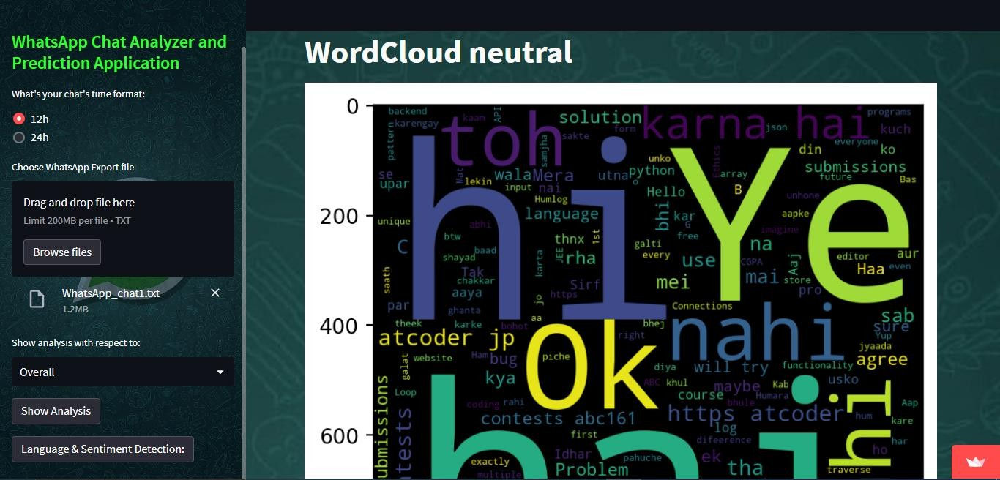 WhatsApp Chat Analyzer and
Prediction Application
What's your chat's time format:
12h
24h
Choose WhatsApp Export file
Drag and drop file here
Limit 200MB per file • TXT
Browse files
WhatsApp_chat1.txt
1.2MB
Show analysis with respect to:
Overall
Show Analysis
Language & Sentiment Detection:
WordCloud neutral
0
200
400
600
backend
karengay
kaam
API
solution
karna hai
programs
toh
sakte
form
json
kuch
pattern
samjha
everyone
unko
Ethics
din
ko
hi
Ye
submissions
se
upar
Mat
lekin
wala
Mera
utna
o
python
array
future
Bas
input
nai
Humlog
Hello
B
unhone
language
bhi
kar
G
aapke
unique
abhi
imagine
C
btw
thnx
1st
galti
free
na
shayad
baad
karta
JEE
rha
every
use
CGPA
Aaj
editor
aur
saath
Tak
chakkar
aaya
Sirf
mei
mai
store
Haa
even
https
pro
par
ghanta
jo
aa
Connections
sab
theek
karke
bohot
bhej
nahi
sure
atcoder jp
Ok
right
Yup
jyaada
galat
website
Ham
bug
piche
diya
will try
functionality
agree
kya
ABC
khul
maybe
Kab
usko
hi
Loop
course
Humara
coding
rahi
bhule
Aap
contests abc161
https atcoder
hum
kare
log
first
difeerence
har
ho
Idhar
pahuche
ek
exactly
Problem
tha
traverse
multiple